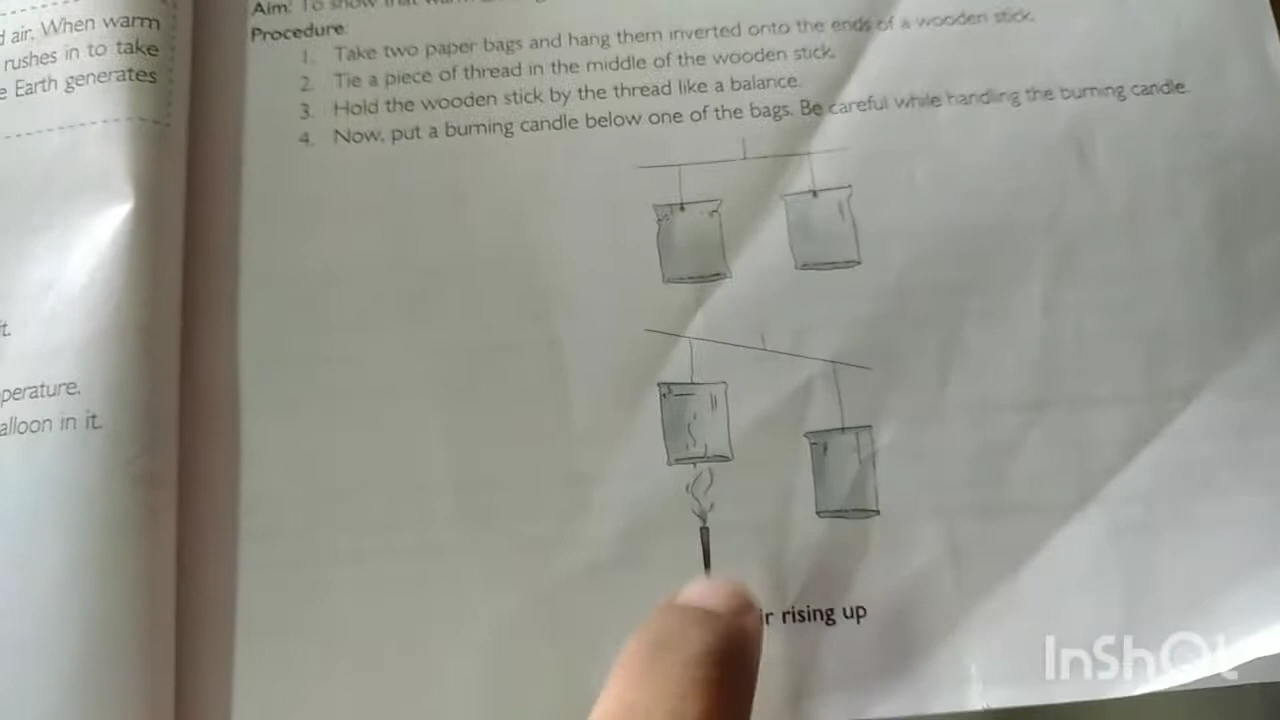 d air. When warm
rushes in to take
e Earth generates
it.
perature.
alloon in it.
Aim: To show that warm
Procedure:
1. Take two paper bags and hang them inverted onto the ends of a wooden stick.
2. Tie a piece of thread in the middle of the wooden stick.
3. Hold the wooden stick by the thread like a balance.
4. Now, put a burning candle below one of the bags. Be careful while handling the burning candle.
ir rising up
InShOt